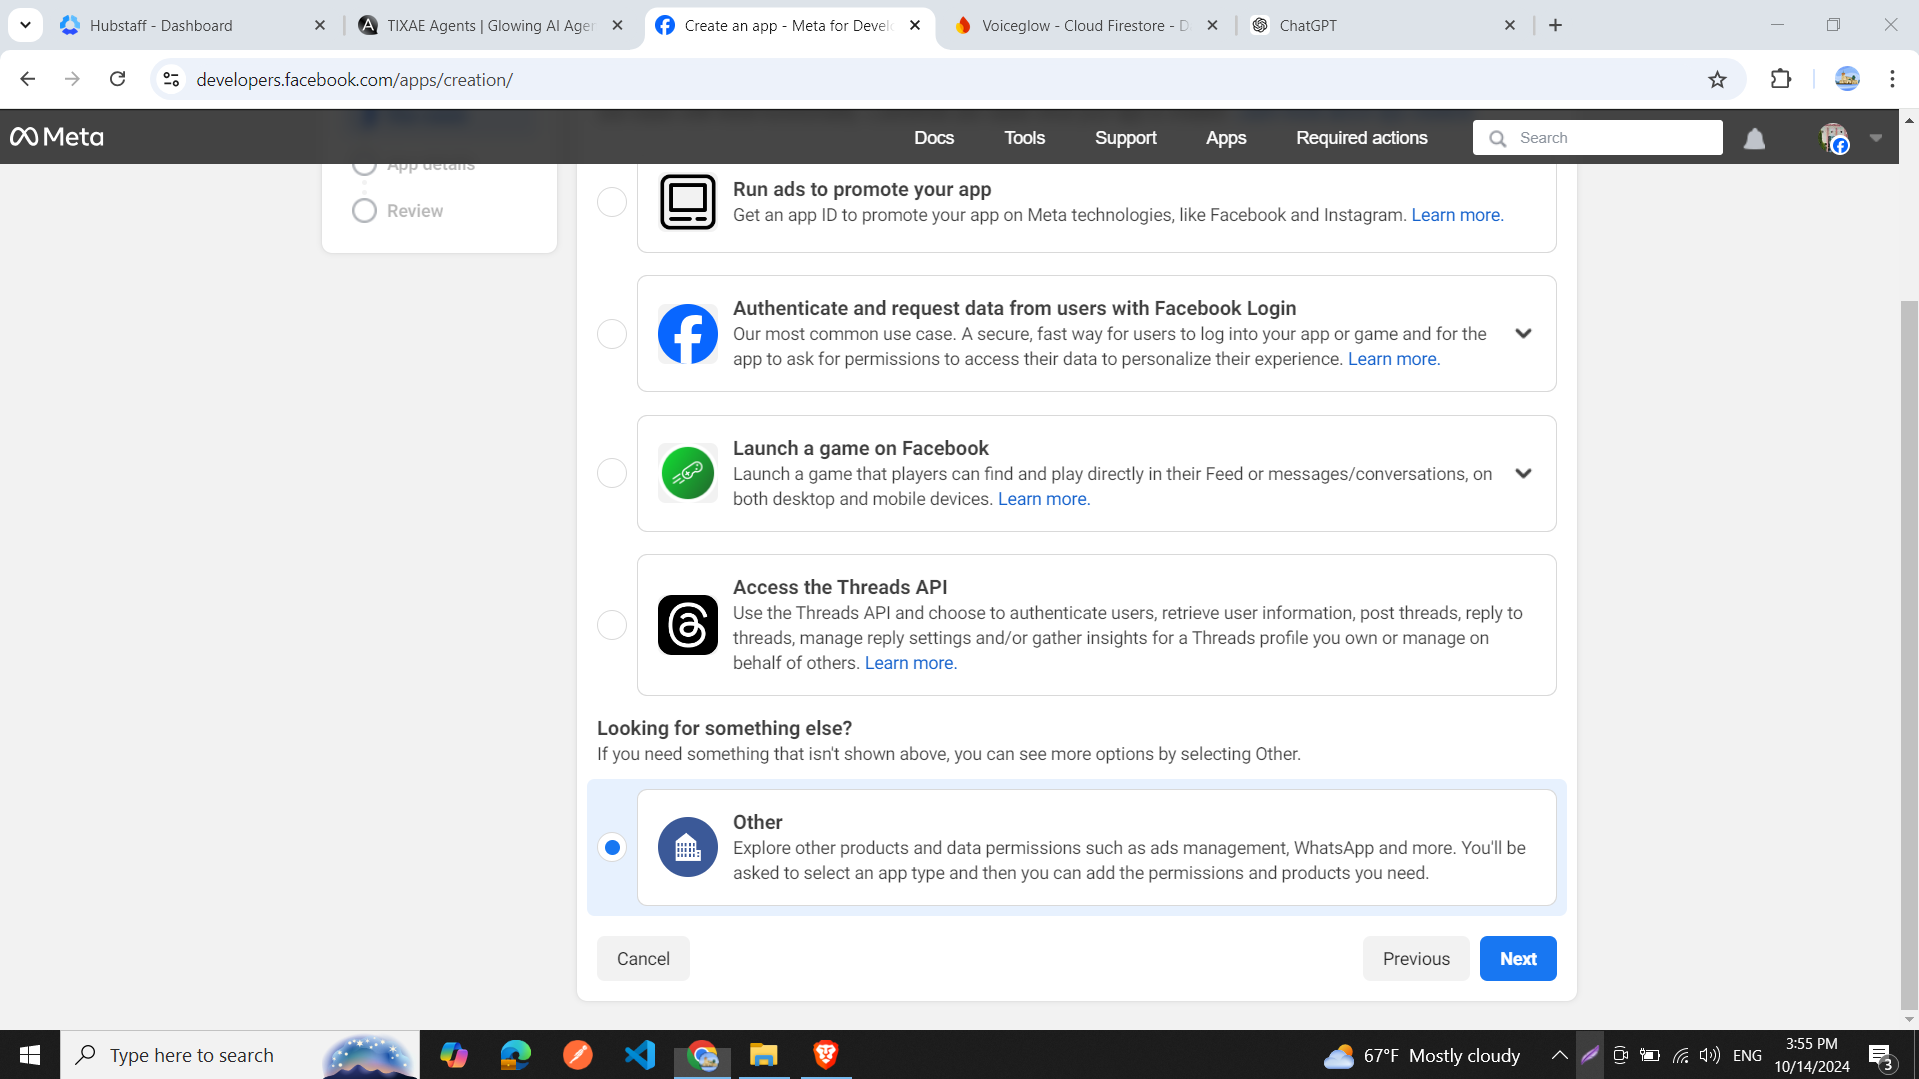 Hubstaff - Dashboard
TIXAE Agents | Glowing AI Agen
Create an app - Meta for Develo
Voiceglow - Cloud Firestore - D
ChatGPT
developers.facebook.com/apps/creation/
Meta
Docs
Tools
Support
Apps
Required actions
Search
App details
Review
Run ads to promote your app
Get an app ID to promote your app on Meta technologies, like Facebook and Instagram. Learn more.
Authenticate and request data from users with Facebook Login
Our most common use case. A secure, fast way for users to log into your app or game and for the
app to ask for permissions to access their data to personalize their experience. Learn more.
Launch a game on Facebook
Launch a game that players can find and play directly in their Feed or messages/conversations, on
both desktop and mobile devices. Learn more.
Access the Threads API
Use the Threads API and choose to authenticate users, retrieve user information, post threads, reply to
threads, manage reply settings and/or gather insights for a Threads profile you own or manage on
behalf of others. Learn more.
Looking for something else?
If you need something that isn't shown above, you can see more options by selecting Other.
Other
Explore other products and data permissions such as ads management, WhatsApp and more. You'll be
asked to select an app type and then you can add the permissions and products you need.
Cancel
Previous
Next
Type here to search
67°F Mostly cloudy
ENG
3:55 PM
10/14/2024
3